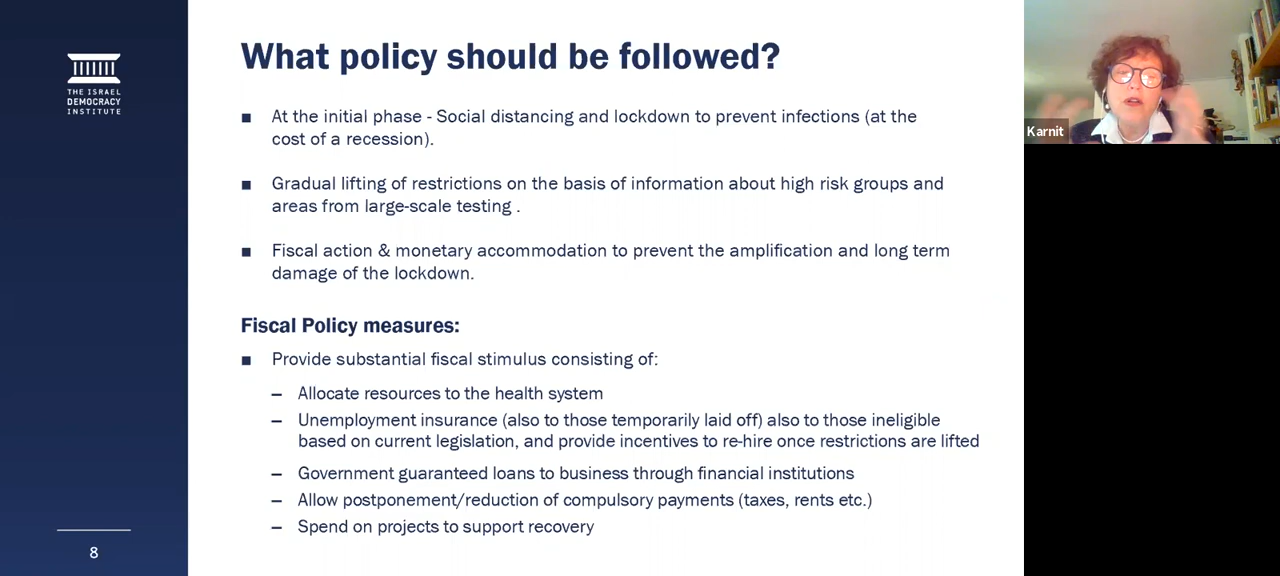 THE ISRAEL
DEMOCRACY
INSTITUTE
What policy should be followed?
■ At the initial phase - Social distancing and lockdown to prevent infections (at the
cost of a recession).
■ Gradual lifting of restrictions on the basis of information about high risk groups and
areas from large-scale testing .
■ Fiscal action & monetary accommodation to prevent the amplification and long term
damage of the lockdown.
Fiscal Policy measures:
■ Provide substantial fiscal stimulus consisting of:
– Allocate resources to the health system
– Unemployment insurance (also to those temporarily laid off) also to those ineligible
based on current legislation, and provide incentives to re-hire once restrictions are lifted
– Government guaranteed loans to business through financial institutions
– Allow postponement/reduction of compulsory payments (taxes, rents etc.)
– Spend on projects to support recovery
8
Karnit